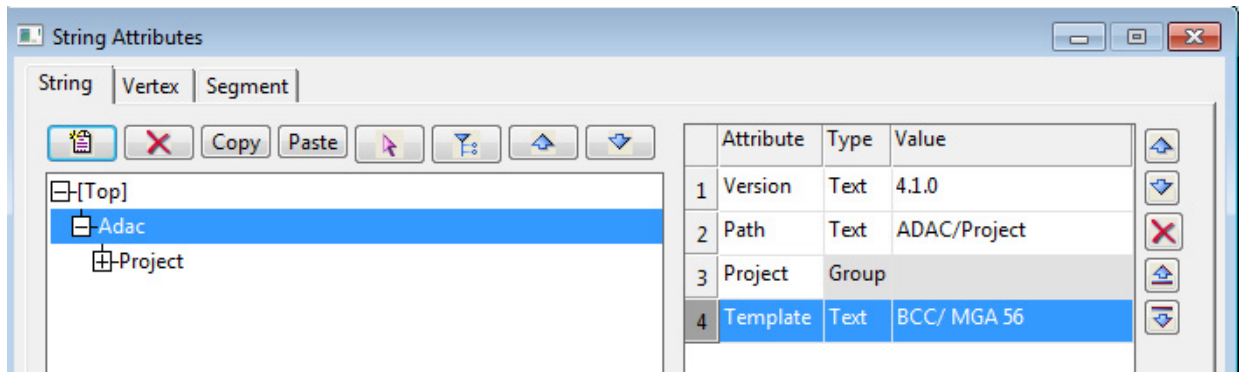 String Attributes
String Vertex Segment
Copy Paste
[Top]
Adac
Project
Attribute Type Value
1 Version Text 4.1.0
2 Path Text ADAC/Project
3 Project Group
4 Template Text BCC/ MGA 56